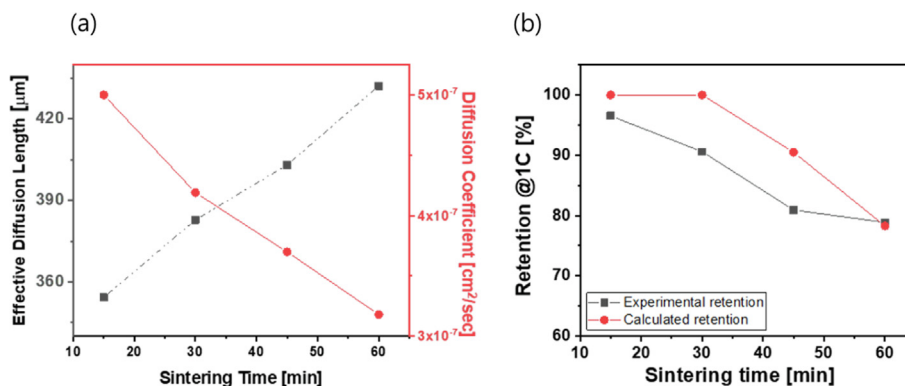 (a)
(b)
Effective Diffusion Length [μm]
420
390
360
10 20 30 40 50 60
Sintering Time [min]
5x10⁻⁷
4x10⁻⁷
3x10⁻⁷
Diffusion Coefficient [cm²/sec]
Retention @1C [%]
100
90
80
70
60
Experimental retention
Calculated retention
10 20 30 40 50 60
Sintering time [min]